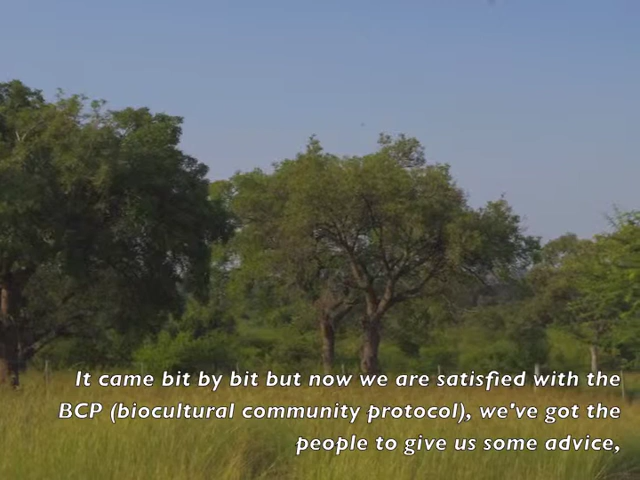 It came bit by bit but now we are satisfied with the
BCP (biocultural community protocol), we've got the
people to give us some advice,